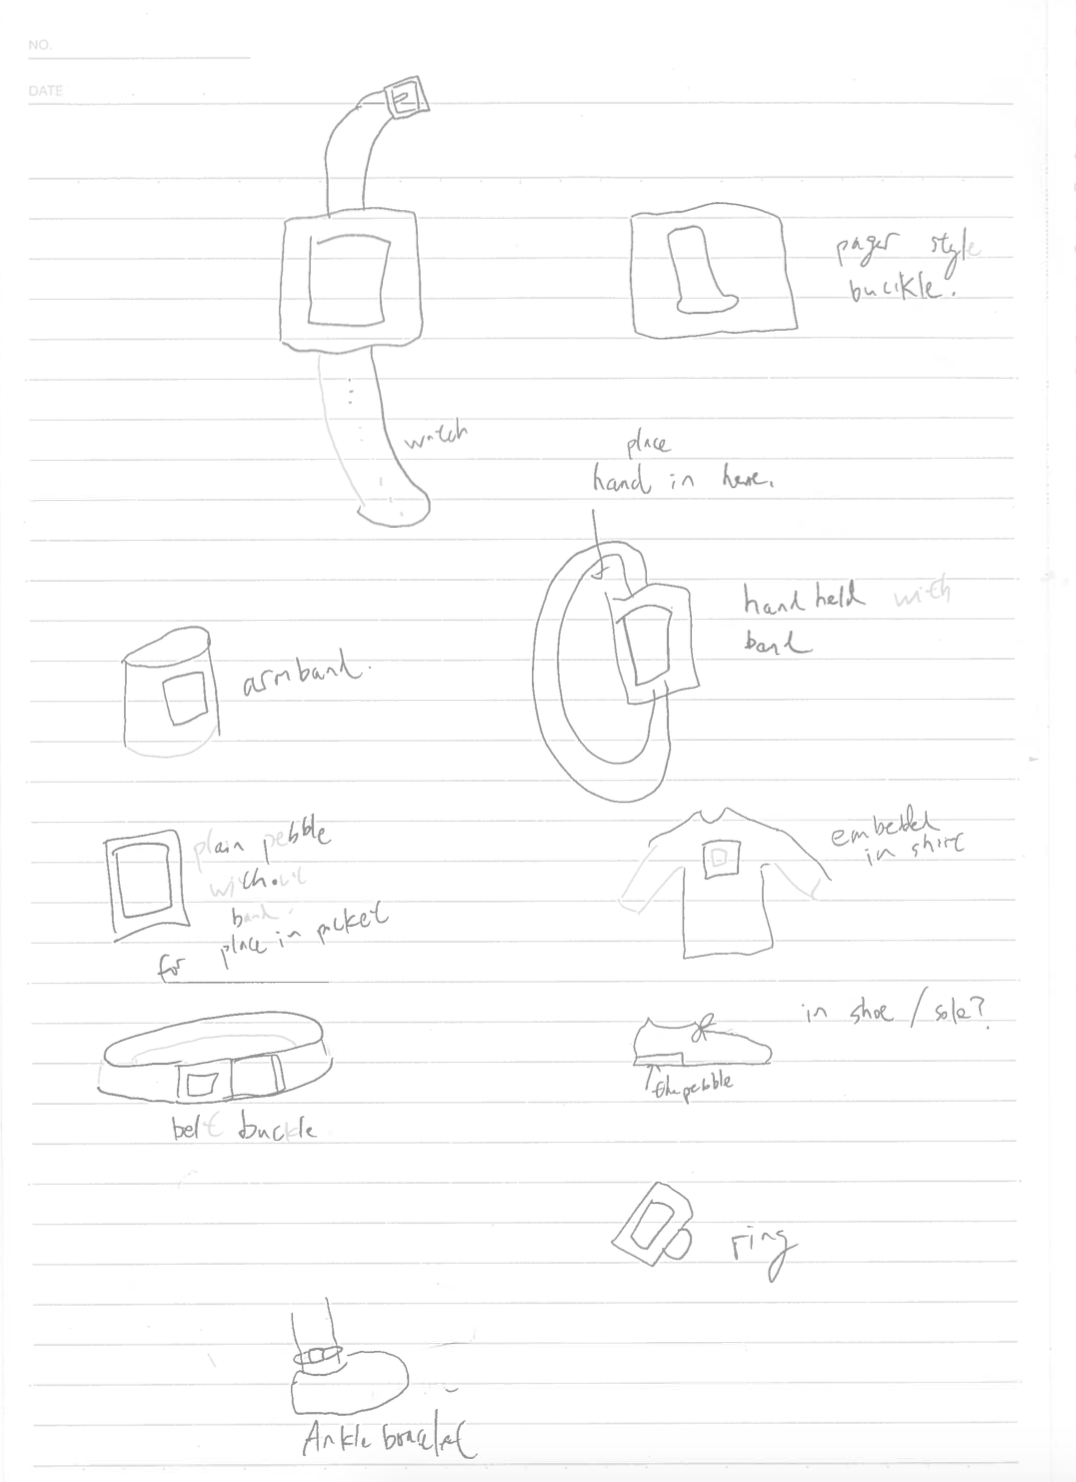 NO.
DATE
pager style
bucikle.
watch
place
hand in here.
hand held with
band
armband.
plain pebble
without
band.
for place in pocket
embedded
in shirt
in shoe / sole?
the pebble
belt buckle
ring
Ankle bracelet